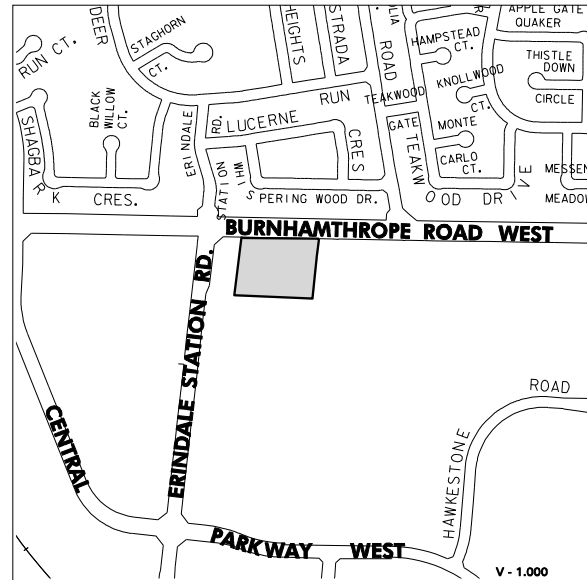 DEER
RUN CT.
STAGHORN
CT.
HEIGHTS
STRADA
ROAD
HAMPSTEAD
CT.
APPLE GATE
QUAKER
THISTLE
DOWN
CIRCLE
KNOLLWOOD
CT.
BLACK
WILLOW
CT.
SHAGBARK CRES.
ERINDALE
STATION
RD.
LUCERNE
CRES
RUN
TEAKWOOD
GATE
MONTE
CARLO
CT.
TEAKWOOD DRIVE
MESSEN
MEADOW
WHISPERING WOOD DR.
BURNHAMTHROPE ROAD WEST
ERINDALE STATION RD.
CENTRAL
PARKWAY WEST
HAWKESTONE
ROAD
V - 1.000